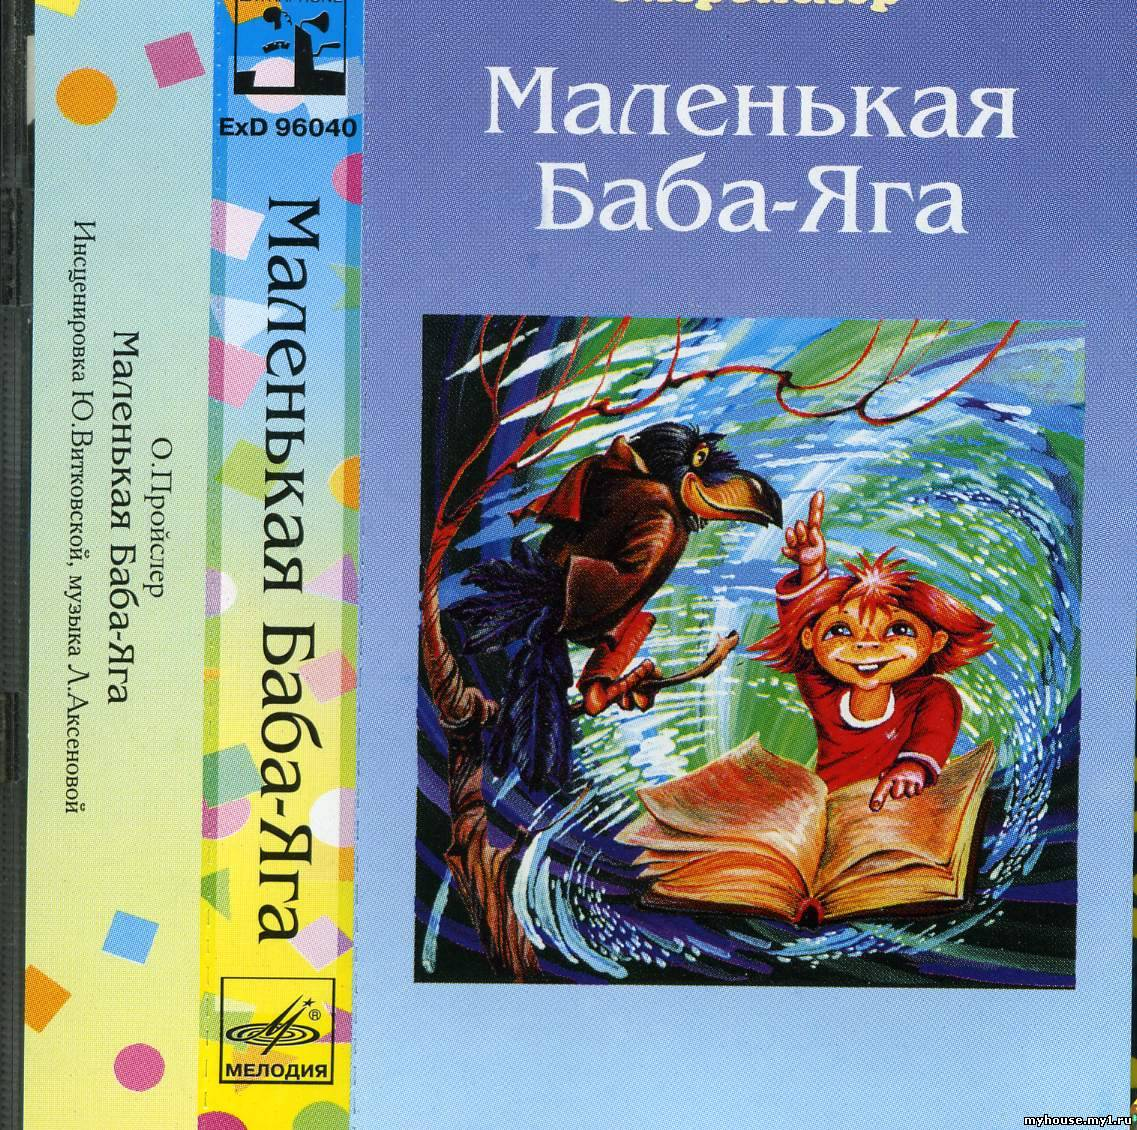 О.Пройслер
Маленькая Баба-Яга
Инсценировка Ю.Витковской, музыка Л.Аксеновой
ExD 96040
Маленькая Баба-Яга
®
МЕЛОДИЯ
Маленькая
Баба-Яга
myhouse.my1.ru